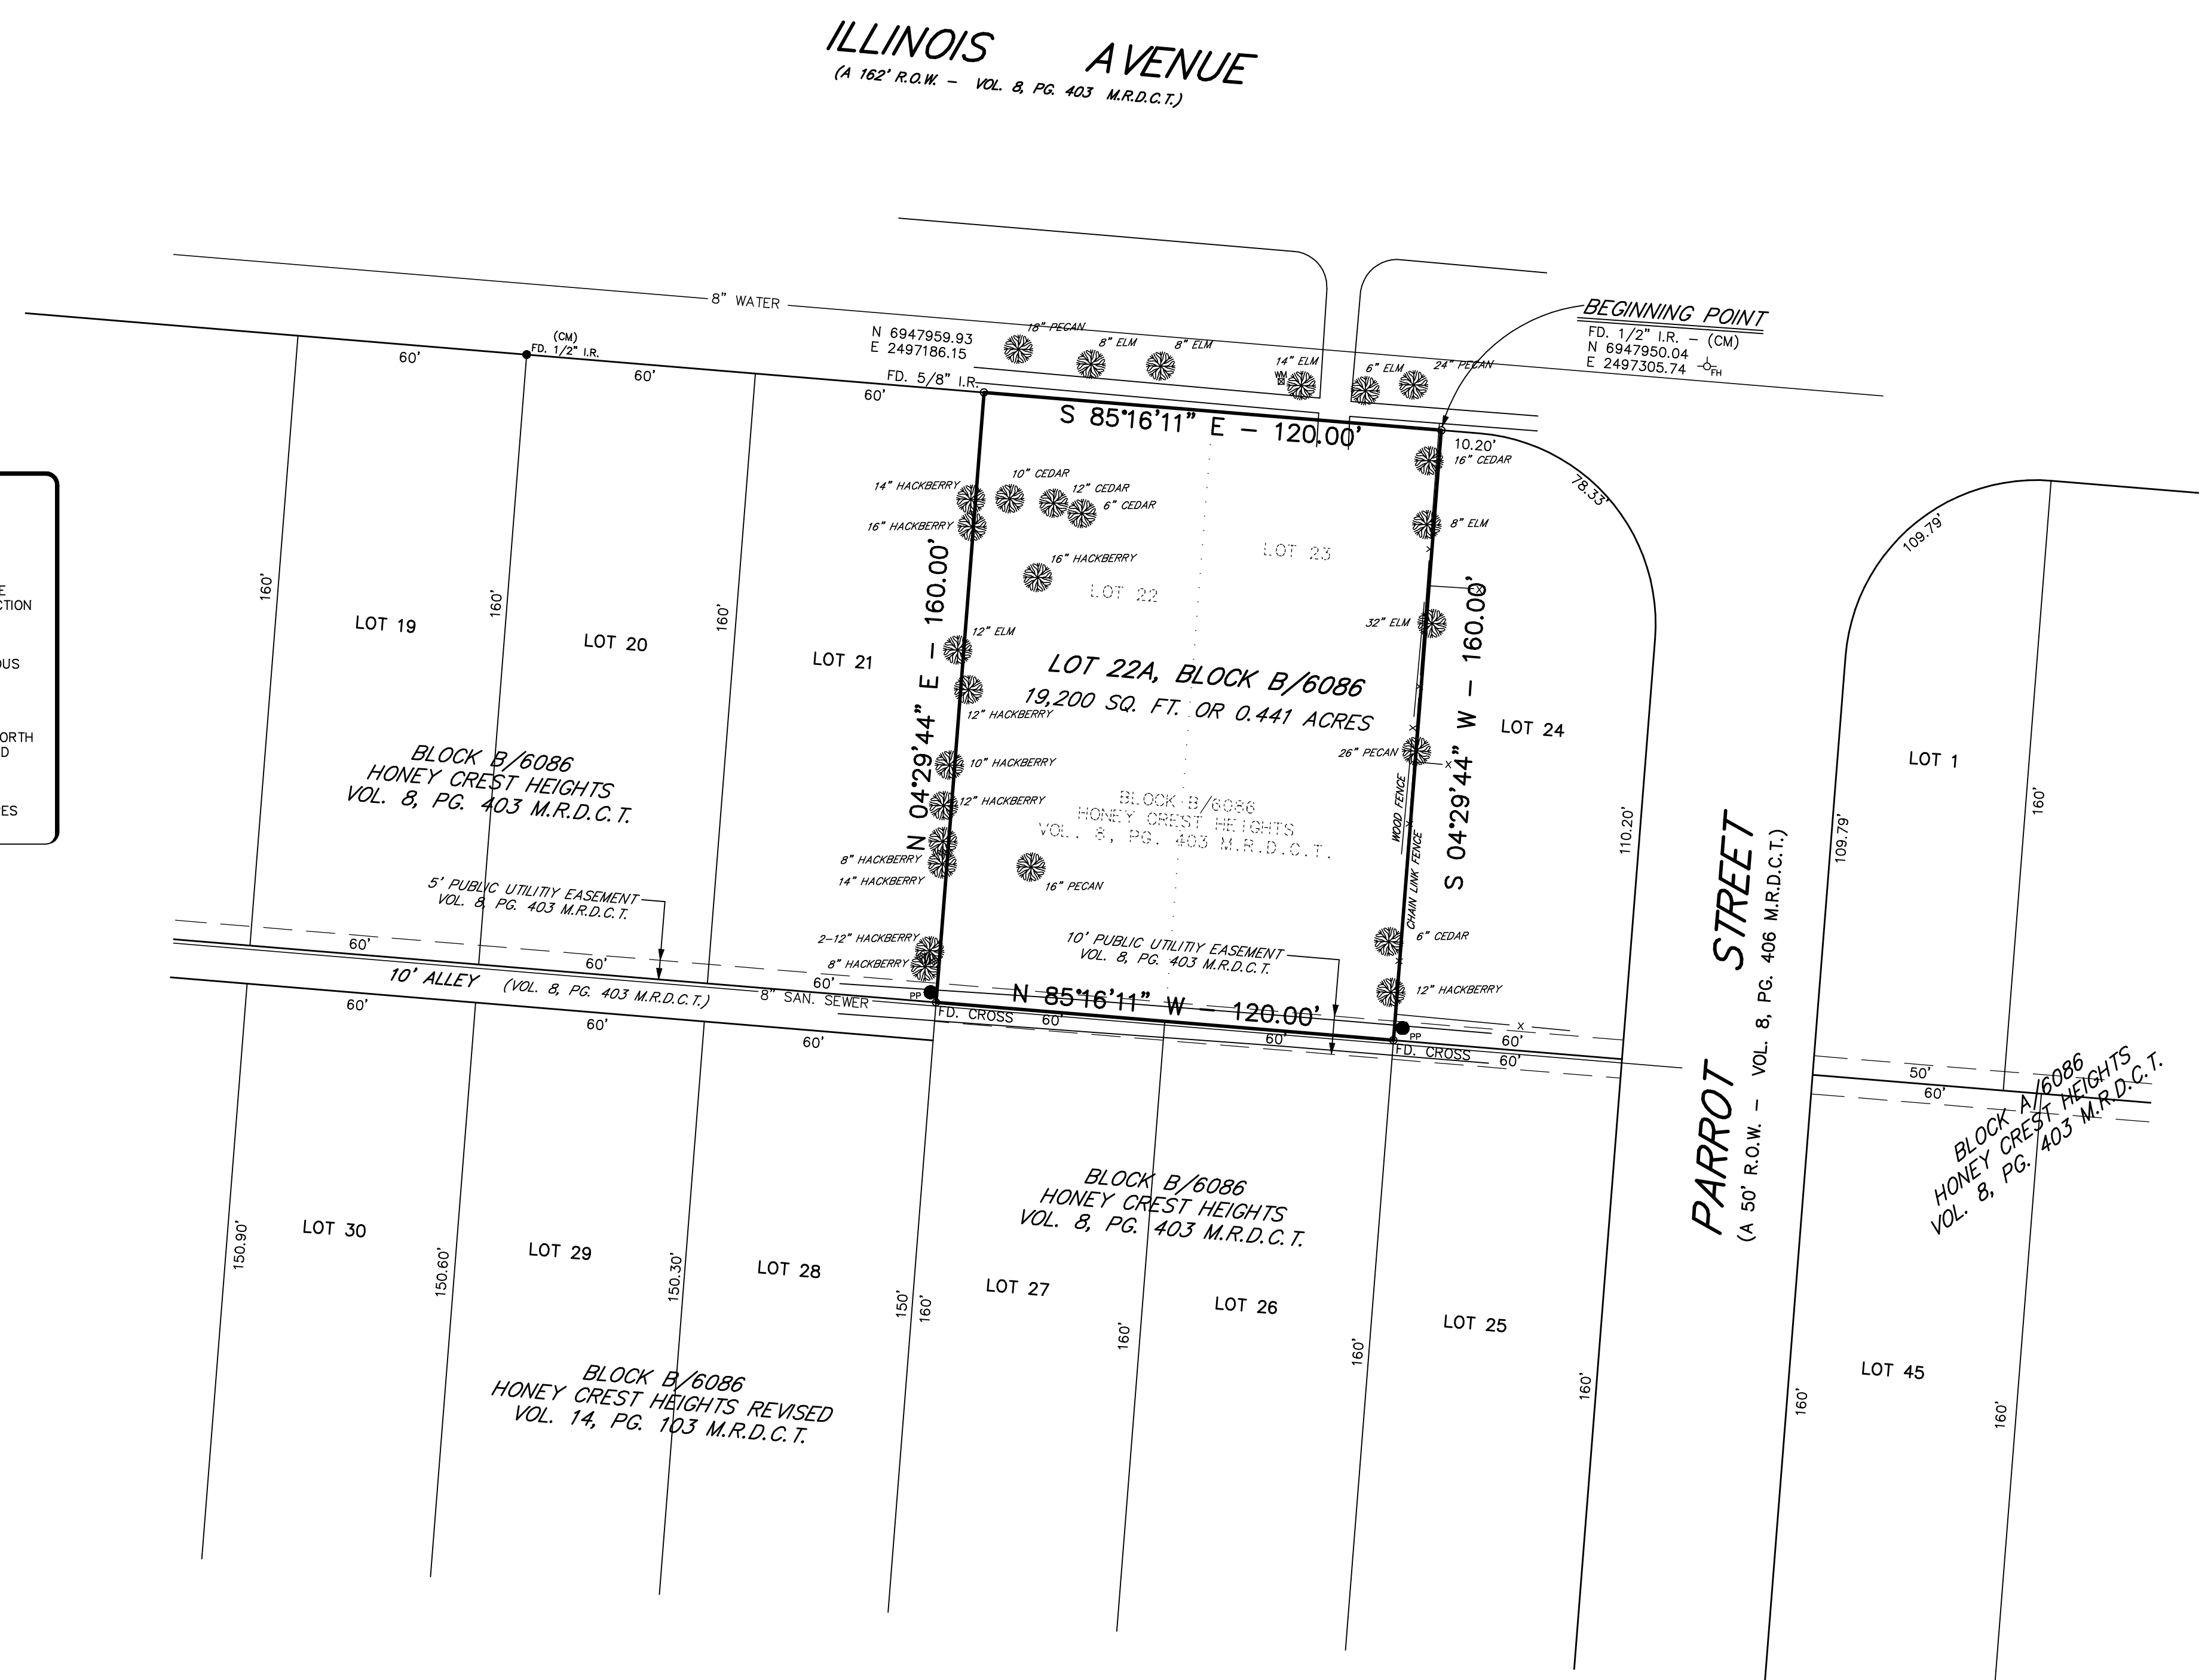 ILLINOIS AVENUE
(A 162' R.O.W. – VOL. 8, PG. 403 M.R.D.C.T.)
8" WATER
N 6947959.93
E 2497186.15
18" PECAN
8" ELM
8" ELM
14" ELM
WM
6" ELM
24" PECAN
BEGINNING POINT
FD. 1/2" I.R. – (CM)
N 6947950.04
E 2497305.74
FH
(CM)
FD. 1/2" I.R.
60'
60'
60'
FD. 5/8" I.R.
S 85°16'11" E – 120.00'
10.20'
78.33'
16" CEDAR
8" ELM
14" HACKBERRY
10" CEDAR
12" CEDAR
6" CEDAR
16" HACKBERRY
16" HACKBERRY
LOT 23
LOT 22
109.79'
E
CTION
OUS
ORTH
D
ES
160'
160'
160'
N 04°29'44" E – 160.00'
S 04°29'44" W – 160.00'
LOT 19
LOT 20
LOT 21
12" ELM
32" ELM
LOT 22A, BLOCK B/6086
19,200 SQ. FT. OR 0.441 ACRES
12" HACKBERRY
LOT 24
LOT 1
26" PECAN
10" HACKBERRY
12" HACKBERRY
BLOCK B/6086
HONEY CREST HEIGHTS
VOL. 8, PG. 403 M.R.D.C.T.
BLOCK B/6086
HONEY CREST HEIGHTS
VOL. 8, PG. 403 M.R.D.C.T.
WOOD FENCE
CHAIN LINK FENCE
110.20'
109.79'
160'
8" HACKBERRY
14" HACKBERRY
16" PECAN
5' PUBLIC UTILITIY EASEMENT
VOL. 8, PG. 403 M.R.D.C.T.
2–12" HACKBERRY
8" HACKBERRY
10' PUBLIC UTILITIY EASEMENT
VOL. 8, PG. 403 M.R.D.C.T.
6" CEDAR
12" HACKBERRY
60'
60'
60'
10' ALLEY (VOL. 8, PG. 403 M.R.D.C.T.)
8" SAN. SEWER
PP
N 85°16'11" W – 120.00'
FD. CROSS
60'
60'
PP
FD. CROSS
60'
60'
60'
60'
60'
PARROT STREET
(A 50' R.O.W. – VOL. 8, PG. 406 M.R.D.C.T.)
50'
60'
BLOCK A/6086
HONEY CREST HEIGHTS
VOL. 8, PG. 403 M.R.D.C.T.
BLOCK B/6086
HONEY CREST HEIGHTS
VOL. 8, PG. 403 M.R.D.C.T.
LOT 30
LOT 29
LOT 28
LOT 27
LOT 26
LOT 25
LOT 45
150.90'
150.60'
150.30'
150'
160'
160'
160'
160'
160'
160'
BLOCK B/6086
HONEY CREST HEIGHTS REVISED
VOL. 14, PG. 103 M.R.D.C.T.